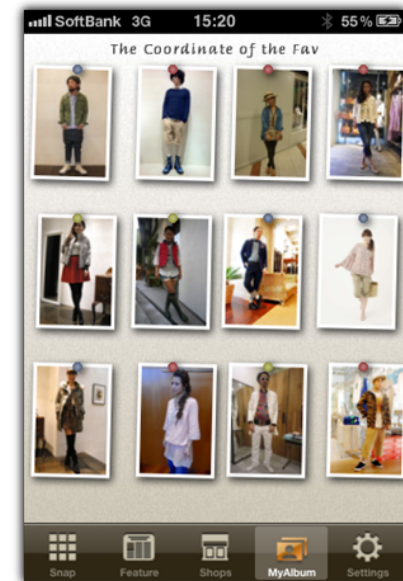 SoftBank 3G 15:20 55%
The Coordinate of the Fav
Snap Feature Shops MyAlbum Settings